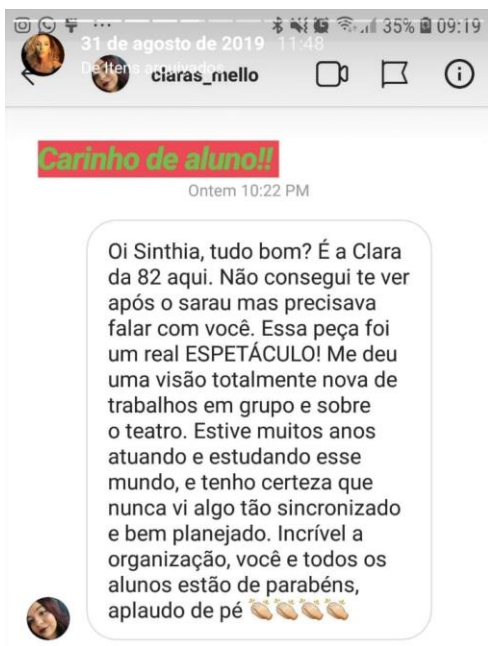 35% 09:19
31 de agosto de 2019 11:48
De Itens arquivados
claras_mello
Carinho de aluno!!
Ontem 10:22 PM
Oi Sinthia, tudo bom? É a Clara
da 82 aqui. Não consegui te ver
após o sarau mas precisava
falar com você. Essa peça foi
um real ESPETÁCULO! Me deu
uma visão totalmente nova de
trabalhos em grupo e sobre
o teatro. Estive muitos anos
atuando e estudando esse
mundo, e tenho certeza que
nunca vi algo tão sincronizado
e bem planejado. Incrível a
organização, você e todos os
alunos estão de parabéns,
aplaudo de pé 👏🏼👏🏼👏🏼👏🏼